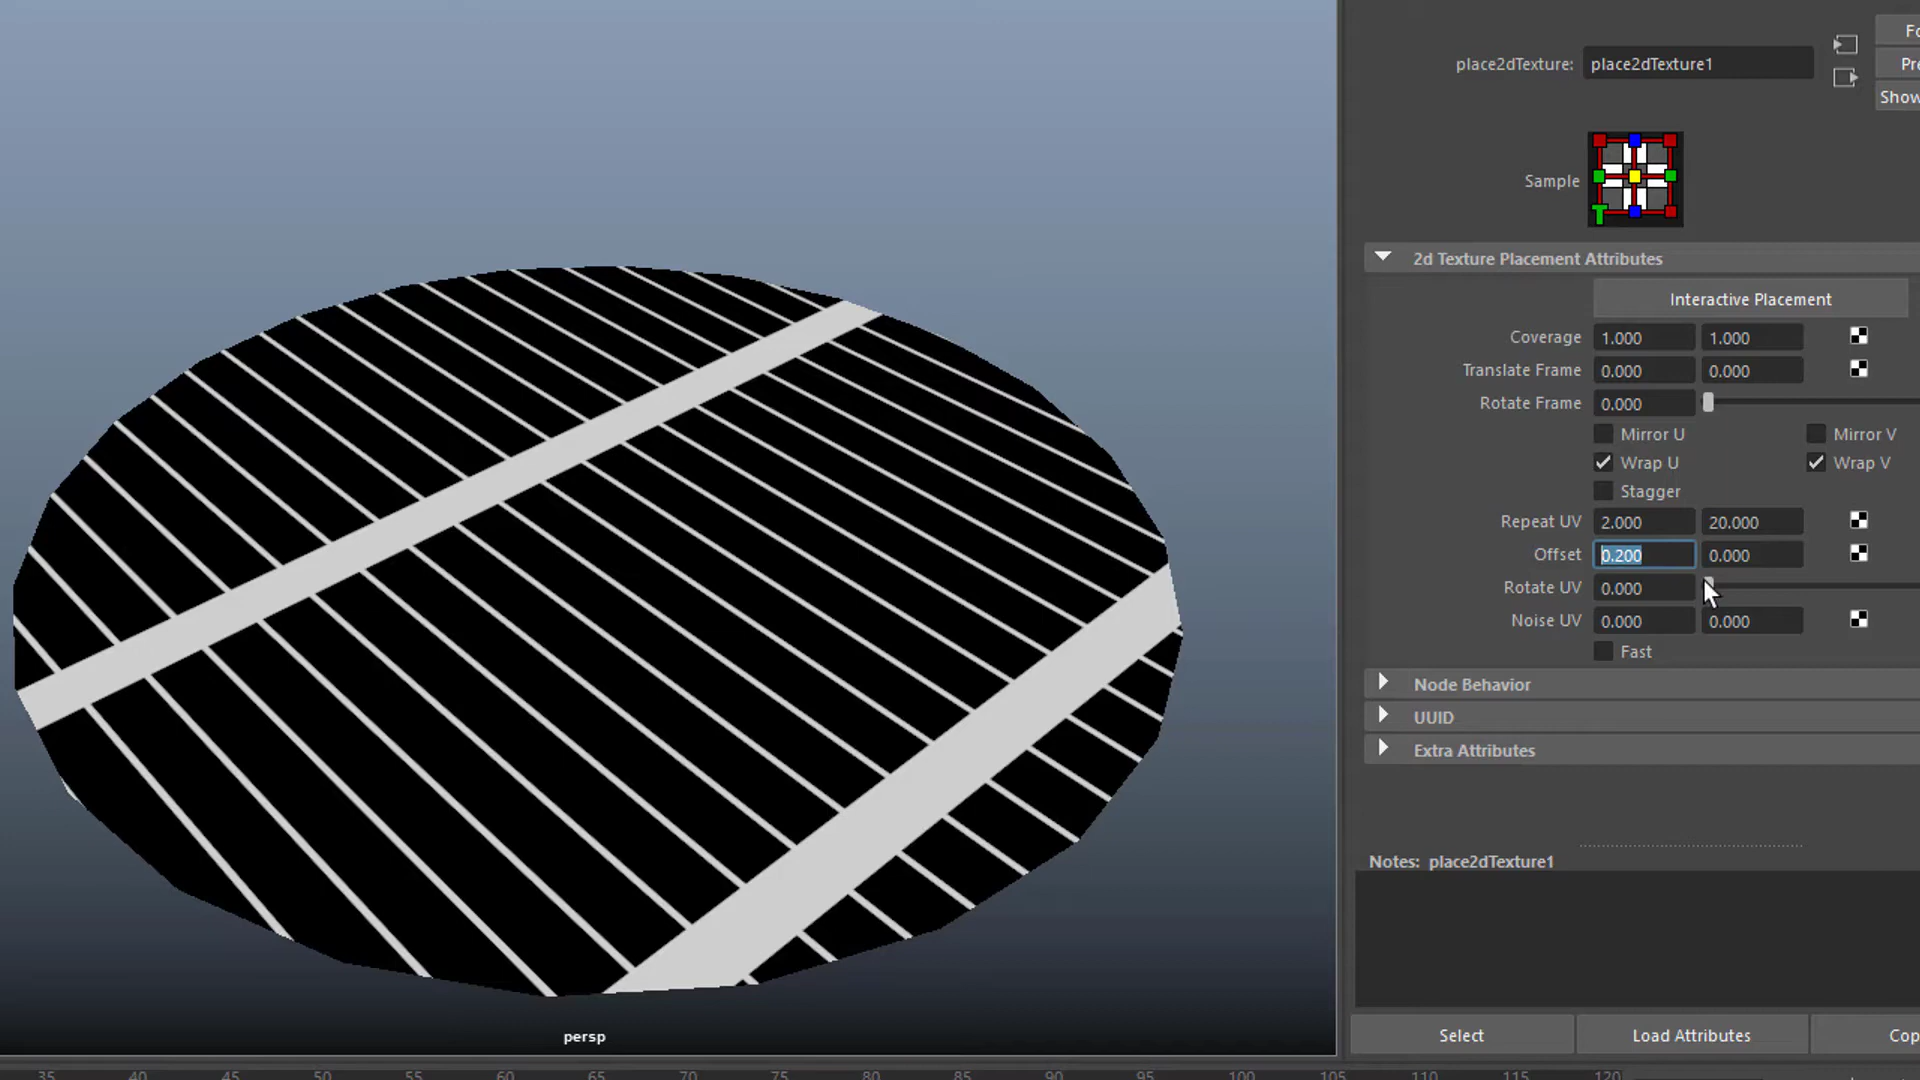 place2dTexture: place2dTexture1
Sample
2d Texture Placement Attributes
Interactive Placement
Coverage 1.000 1.000
Translate Frame 0.000 0.000
Rotate Frame 0.000
Mirror U Mirror V
Wrap U Wrap V
Stagger
Repeat UV 2.000 20.000
Offset 0.200 0.000
Rotate UV 0.000
Noise UV 0.000 0.000
Fast
Node Behavior
UUID
Extra Attributes
Notes: place2dTexture1
Select Load Attributes Cop
Fo
Pre
Show
persp
35 40 45 50 55 60 65 70 75 80 85 90 95 100 105 110 115 120